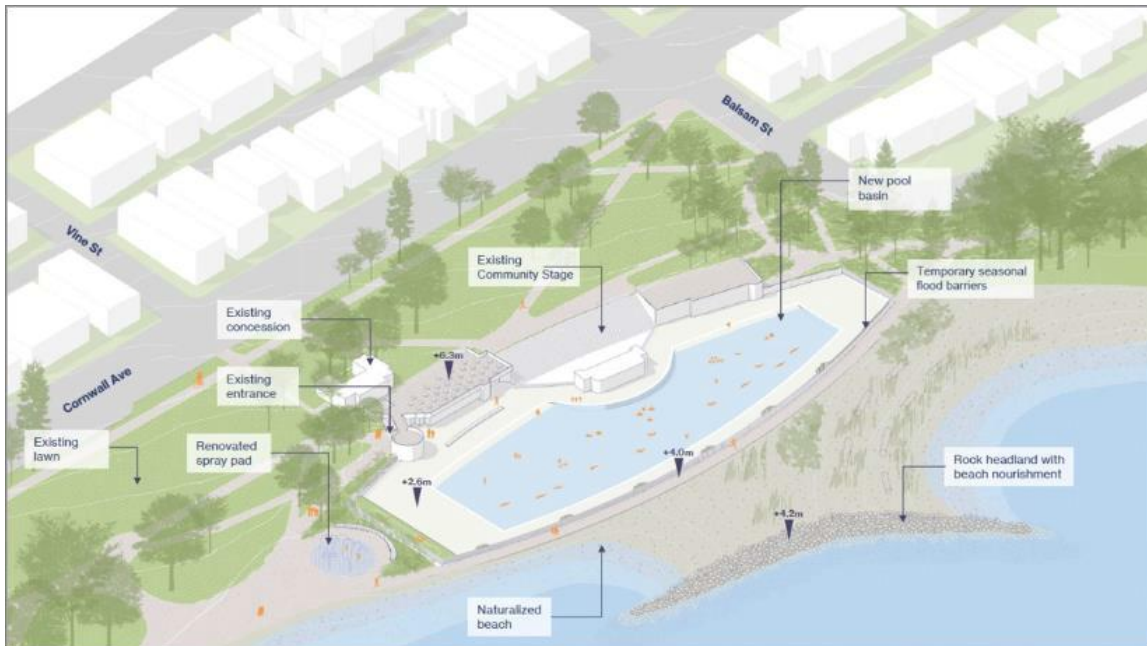 Balsam St
New pool
basin
Vine St
Existing
Community Stage
Temporary seasonal
flood barriers
Existing
concession
+6.3m
Existing
entrance
Cornwall Ave
Existing
lawn
Renovated
spray pad
+4.0m
Rock headland with
beach nourishment
+2.6m
+4.2m
Naturalized
beach